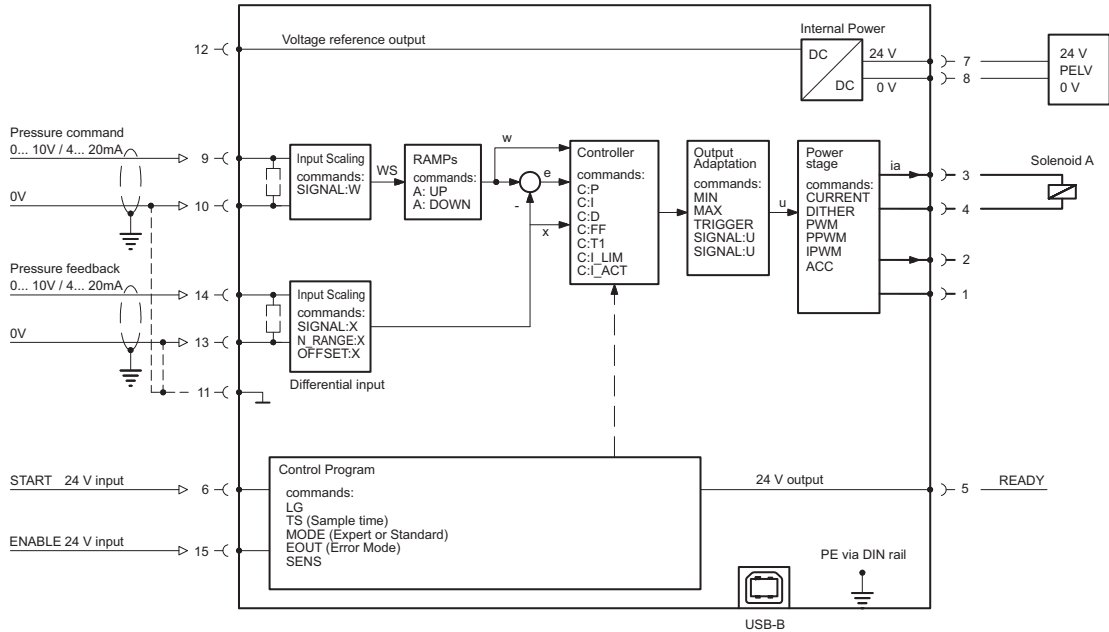 Internal Power
12
Voltage reference output
DC
DC
24 V
0 V
7
8
24 V
PELV
0 V
Pressure command
0... 10V / 4... 20mA
9
0V
10
Input Scaling
commands:
SIGNAL:W
WS
RAMPs
commands:
A: UP
A: DOWN
w
e
-
x
Controller
commands:
C:P
C:I
C:D
C:FF
C:T1
C:I_LIM
C:I_ACT
Output
Adaptation
commands:
MIN
MAX
TRIGGER
SIGNAL:U
SIGNAL:U
u
Power
stage
commands:
CURRENT
DITHER
PWM
PPWM
IPWM
ACC
ia
3
4
2
1
Solenoid A
Pressure feedback
0... 10V / 4... 20mA
14
0V
13
11
Input Scaling
commands:
SIGNAL:X
N_RANGE:X
OFFSET:X
Differential input
Control Program
commands:
LG
TS (Sample time)
MODE (Expert or Standard)
EOUT (Error Mode)
SENS
START 24 V input
6
ENABLE 24 V input
15
24 V output
5
READY
PE via DIN rail
USB-B